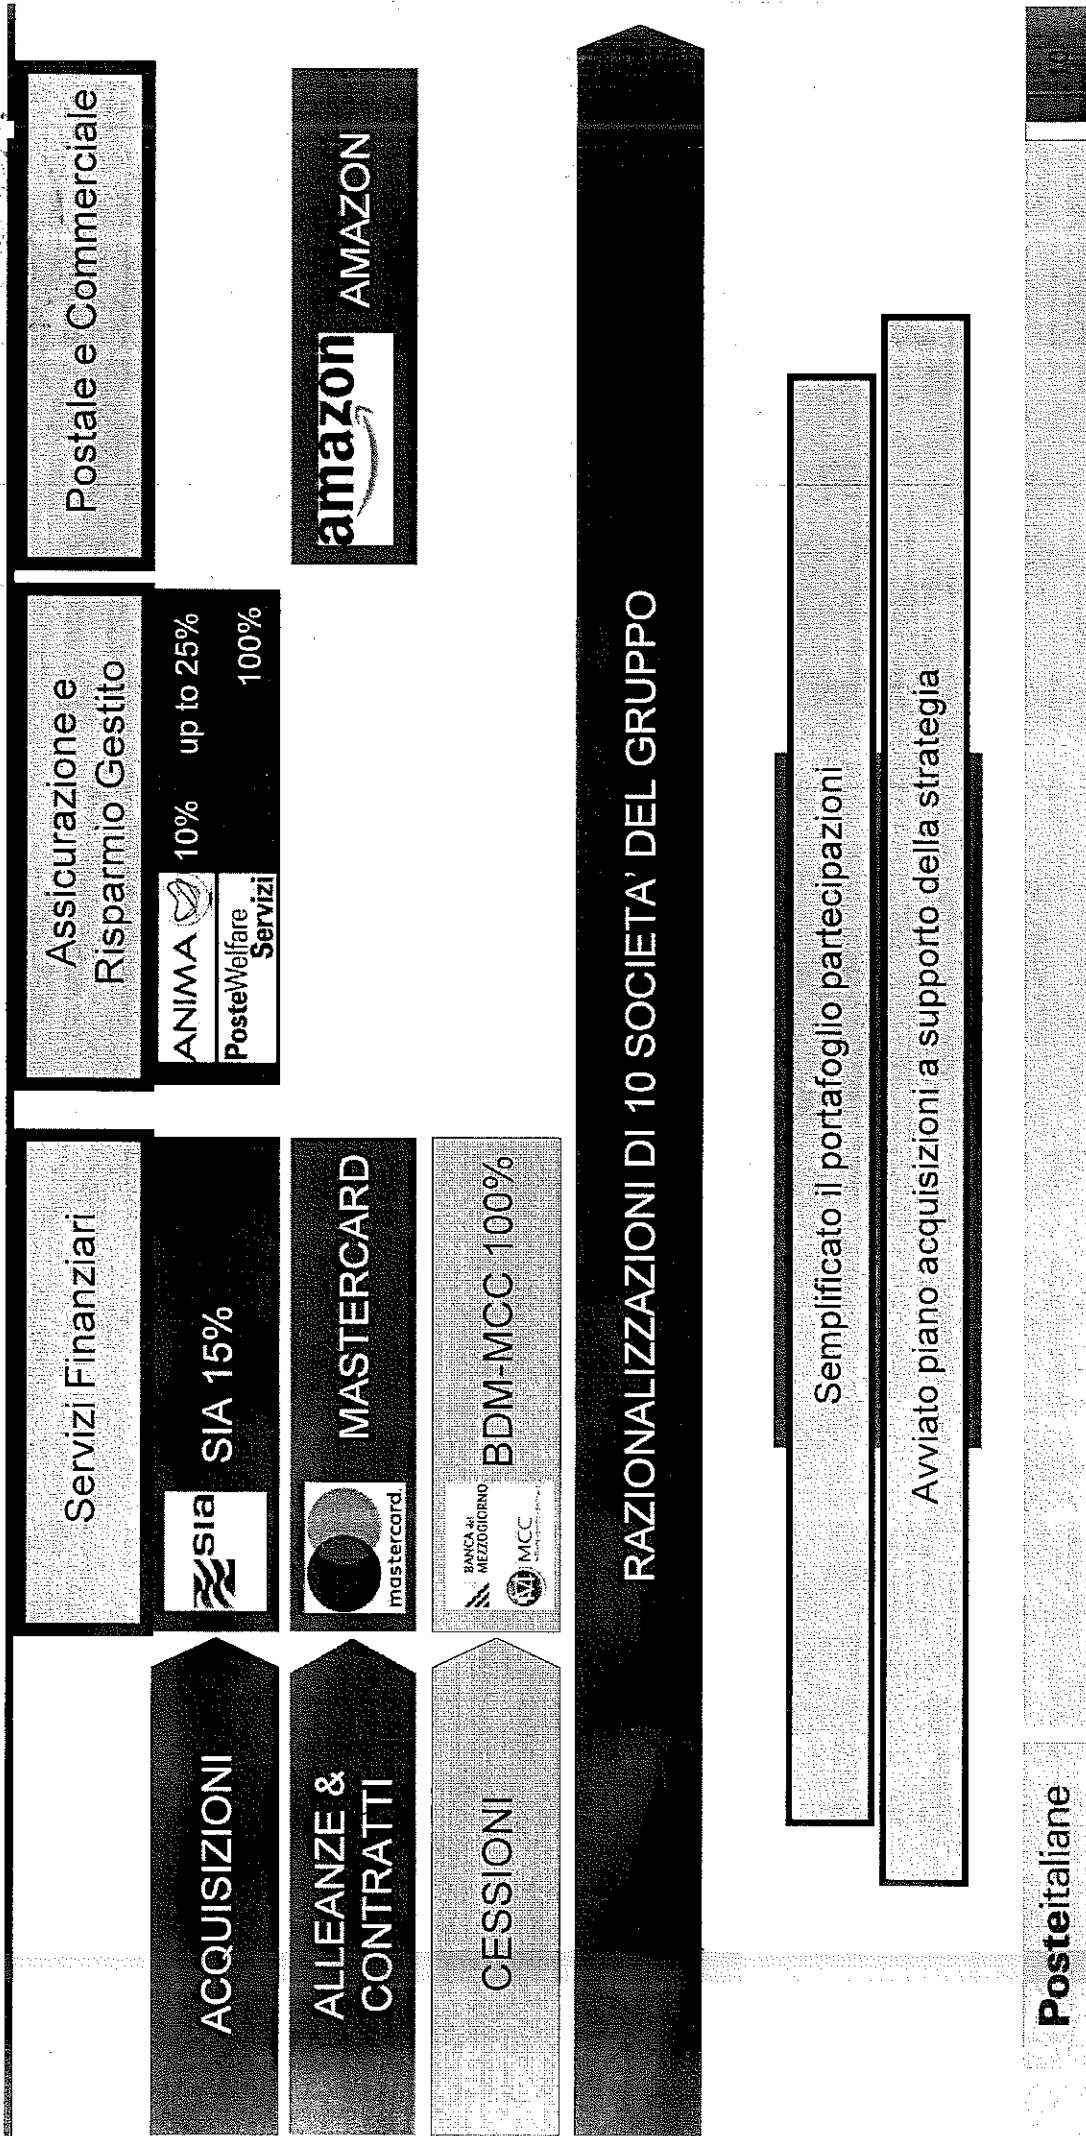 Servizi Finanziari
Assicurazione e
Risparmio Gestito
Postale e Commerciale
ACQUISIZIONI
sia
SIA 15%
ANIMA
10%
up to 25%
PosteWelfare
Servizi
100%
ALLEANZE &
CONTRATTI
mastercard.
MASTERCARD
amazon
AMAZON
CESSIONI
BANCA del
MEZZOGIORNO
MCC
BDM-MCC 100%
RAZIONALIZZAZIONI DI 10 SOCIETA' DEL GRUPPO
Semplificato il portafoglio partecipazioni
Avviato piano acquisizioni a supporto della strategia
Posteitaliane
10